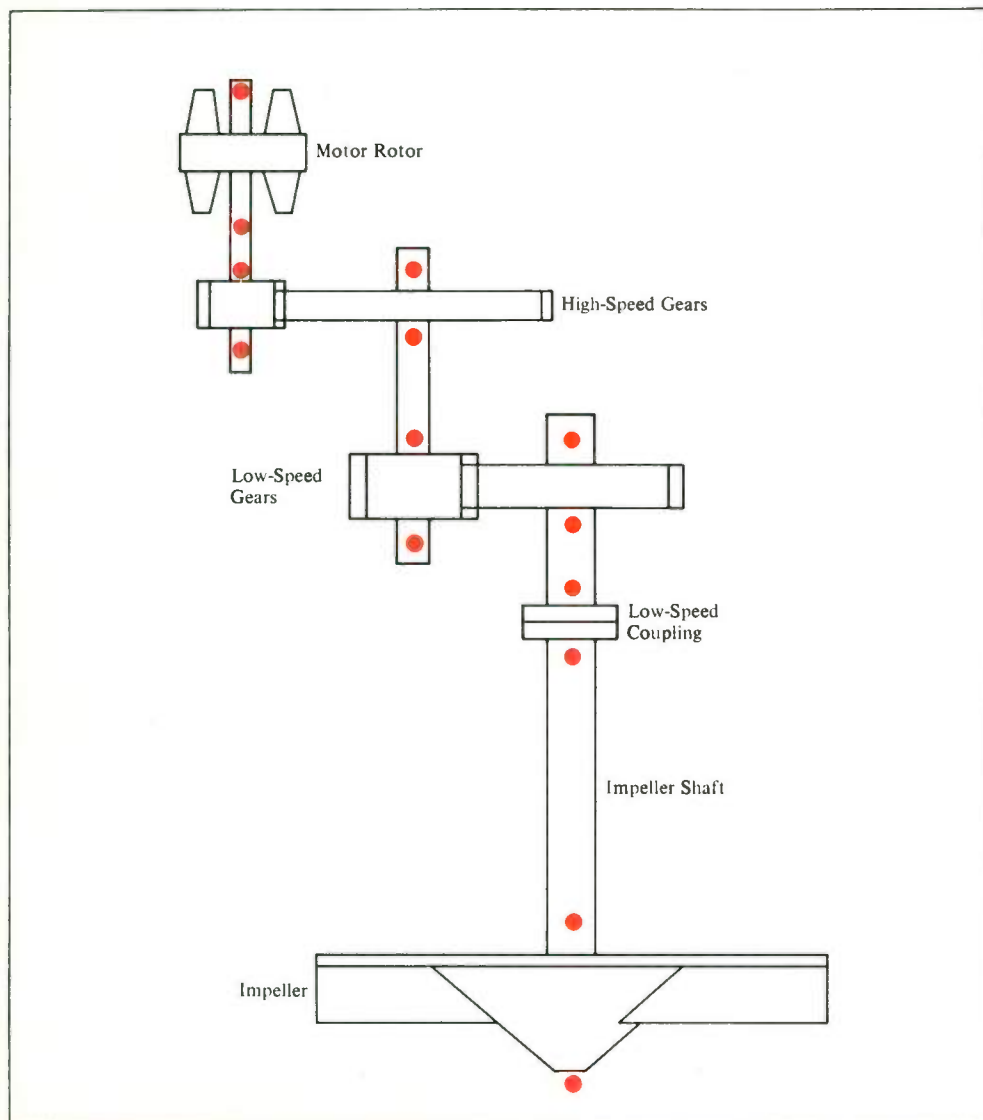 Motor Rotor
High-Speed Gears
Low-Speed
Gears
Low-Speed
Coupling
Impeller Shaft
Impeller